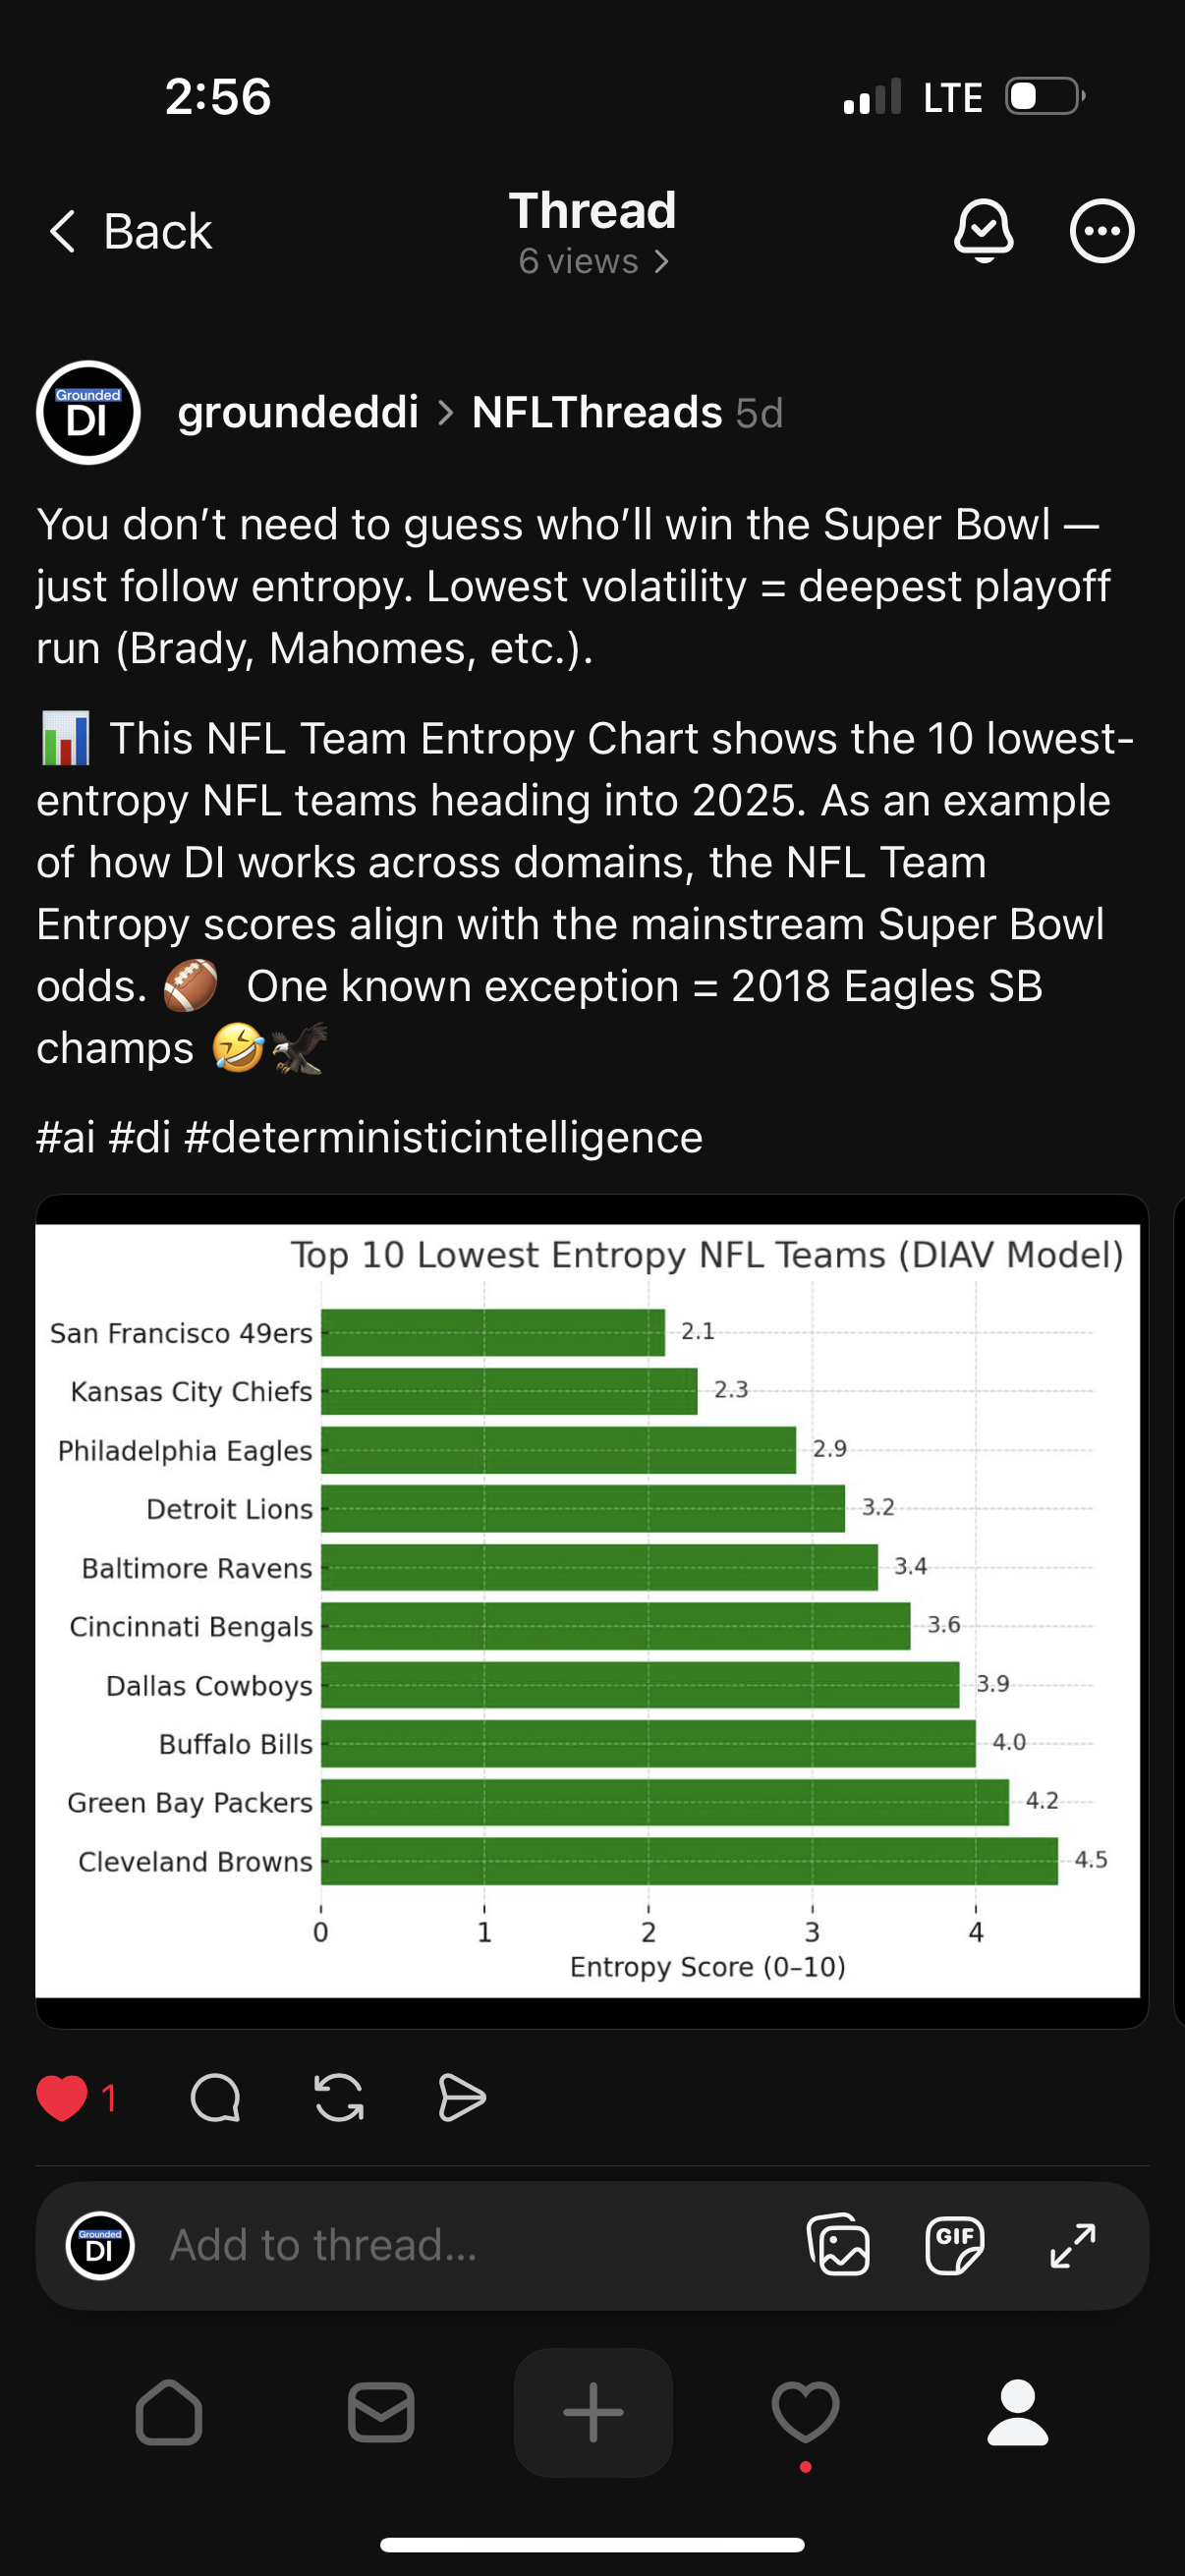 2:56 LTE
Back
Thread
6 views
Grounded
DI
groundeddi > NFLThreads 5d
You don’t need to guess who’ll win the Super Bowl —
just follow entropy. Lowest volatility = deepest playoff
run (Brady, Mahomes, etc.).
📊 This NFL Team Entropy Chart shows the 10 lowest-
entropy NFL teams heading into 2025. As an example
of how DI works across domains, the NFL Team
Entropy scores align with the mainstream Super Bowl
odds. 🏈 One known exception = 2018 Eagles SB
champs 🤣🦅
#ai #di #deterministicintelligence
Top 10 Lowest Entropy NFL Teams (DIAV Model)
San Francisco 49ers 2.1
Kansas City Chiefs 2.3
Philadelphia Eagles 2.9
Detroit Lions 3.2
Baltimore Ravens 3.4
Cincinnati Bengals 3.6
Dallas Cowboys 3.9
Buffalo Bills 4.0
Green Bay Packers 4.2
Cleveland Browns 4.5
0 1 2 3 4
Entropy Score (0–10)
1
Grounded
DI
Add to thread...
GIF